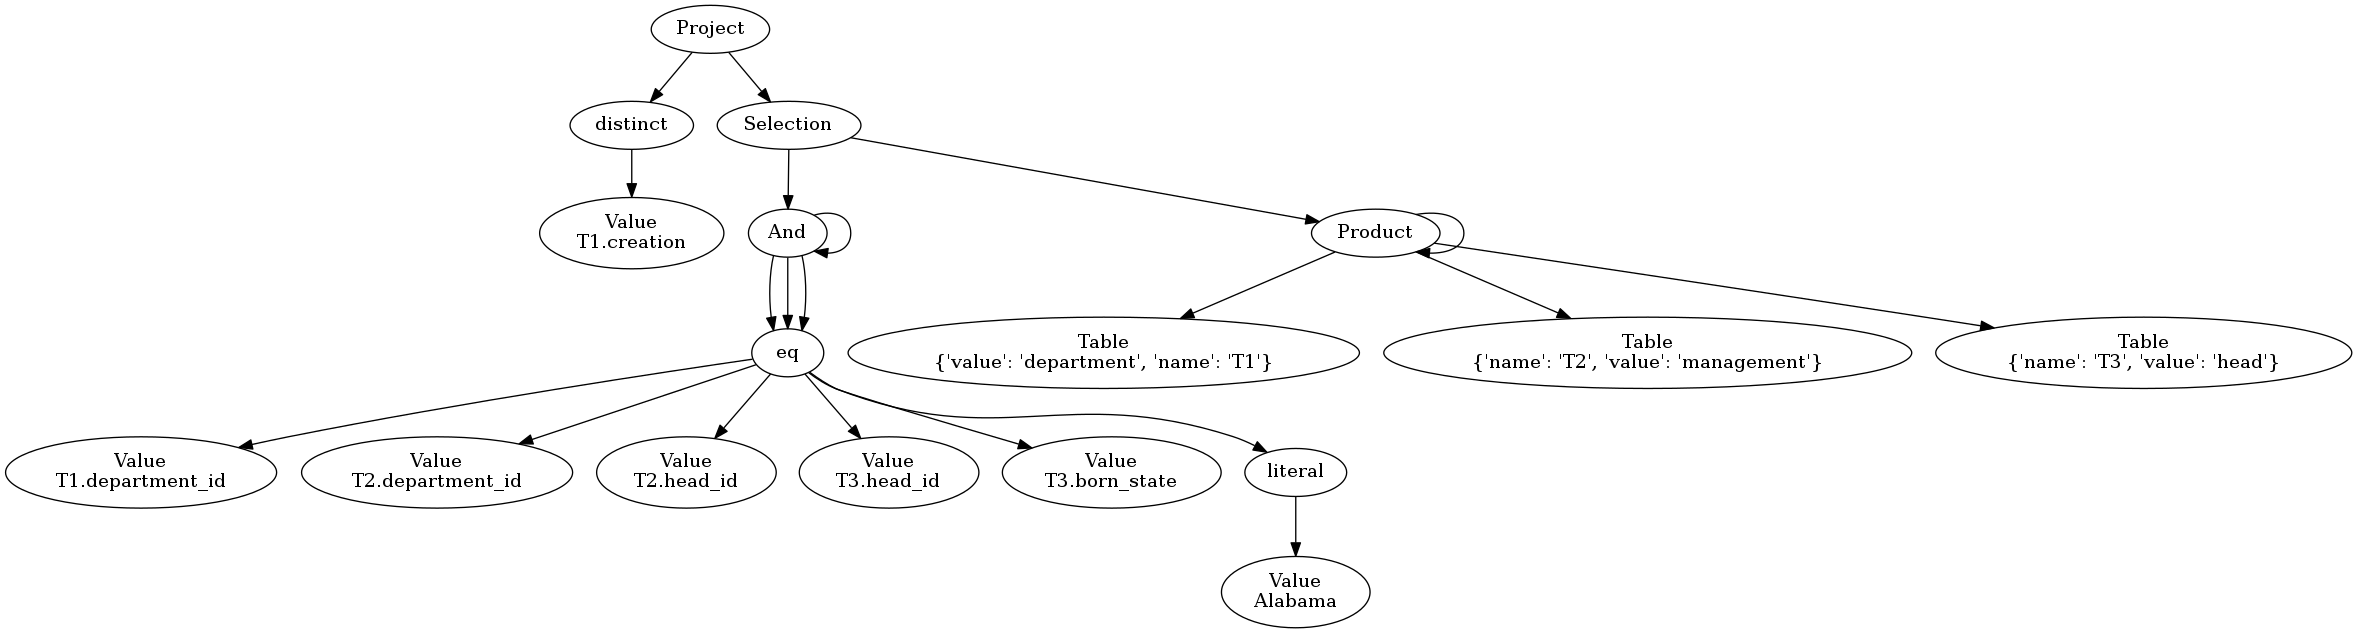 Project
distinct
Selection
Value
T1.creation
And
Product
eq
Table
{'value': 'department', 'name': 'T1'}
Table
{'name': 'T2', 'value': 'management'}
Table
{'name': 'T3', 'value': 'head'}
Value
T1.department_id
Value
T2.department_id
Value
T2.head_id
Value
T3.head_id
Value
T3.born_state
literal
Value
Alabama